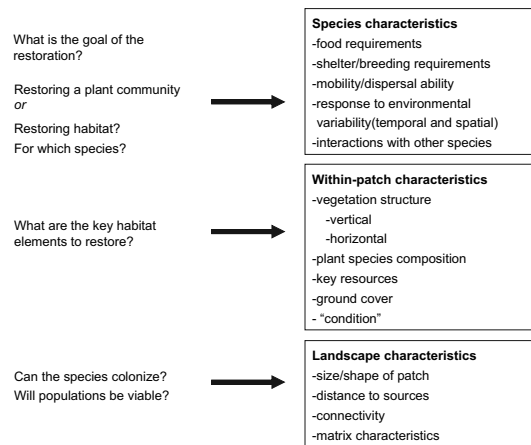 What is the goal of the
restoration?
Restoring a plant community
or
Restoring habitat?
For which species?
Species characteristics
-food requirements
-shelter/breeding requirements
-mobility/dispersal ability
-response to environmental
variability(temporal and spatial)
-interactions with other species
What are the key habitat
elements to restore?
Within-patch characteristics
-vegetation structure
-vertical
-horizontal
-plant species composition
-key resources
-ground cover
- “condition”
Can the species colonize?
Will populations be viable?
Landscape characteristics
-size/shape of patch
-distance to sources
-connectivity
-matrix characteristics